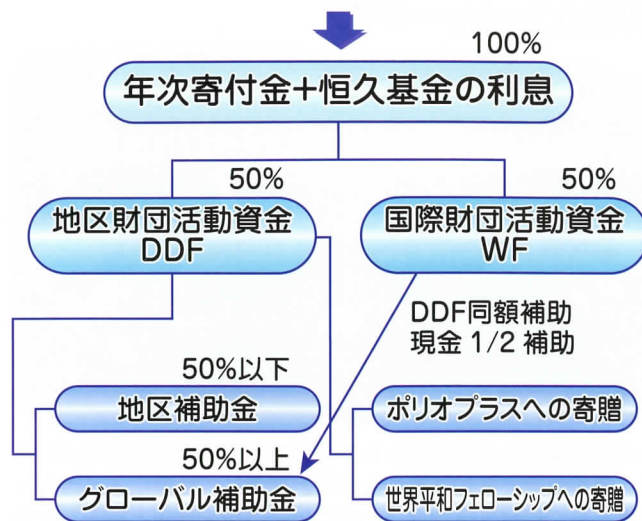 100%
年次寄付金+恒久基金の利息
50%
50%
地区財団活動資金
DDF
国際財団活動資金
WF
DDF同額補助
現金 1/2 補助
50%以下
地区補助金
ポリオプラスへの寄贈
50%以上
グローバル補助金
世界平和フェローシップへの寄贈